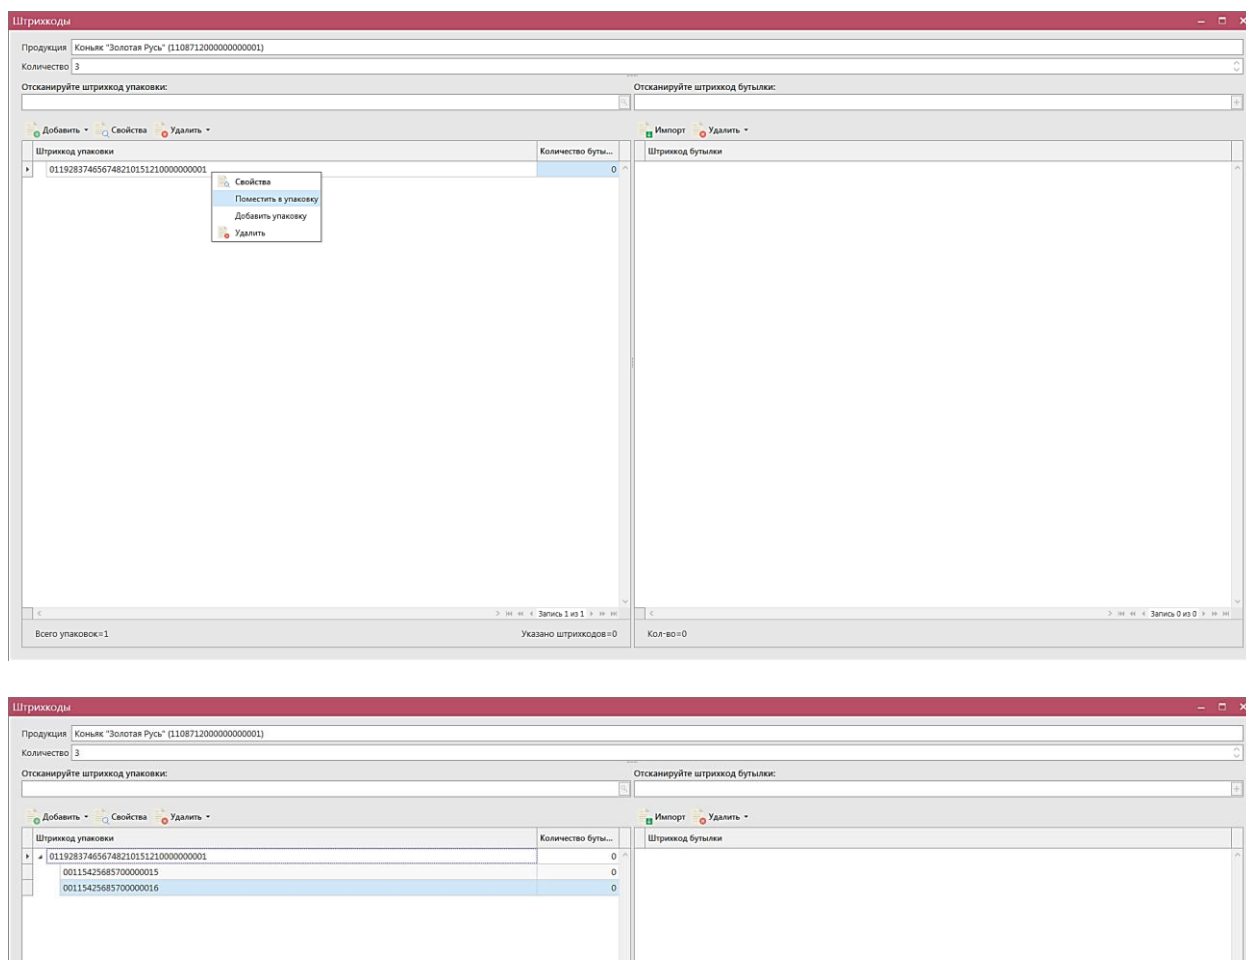 Штрихкоды
Продукция Коньяк "Золотая Русь" (1108712000000000001)
Количество 3
Отсканируйте штрихкод упаковки: Отсканируйте штрихкод бутылки:
Добавить Свойства Удалить Импорт Удалить
Штрихкод упаковки Количество буты... Штрихкод бутылки
01192837465674821015121000000001 0
Свойства
Поместить в упаковку
Добавить упаковку
Удалить
Запись 1 из 1 Запись 0 из 0
Всего упаковок=1 Указано штрихкодов=0 Кол-во=0
Штрихкоды
Продукция Коньяк "Золотая Русь" (1108712000000000001)
Количество 3
Отсканируйте штрихкод упаковки: Отсканируйте штрихкод бутылки:
Добавить Свойства Удалить Импорт Удалить
Штрихкод упаковки Количество буты... Штрихкод бутылки
01192837465674821015121000000001 0
00115425685700000015 0
00115425685700000016 0